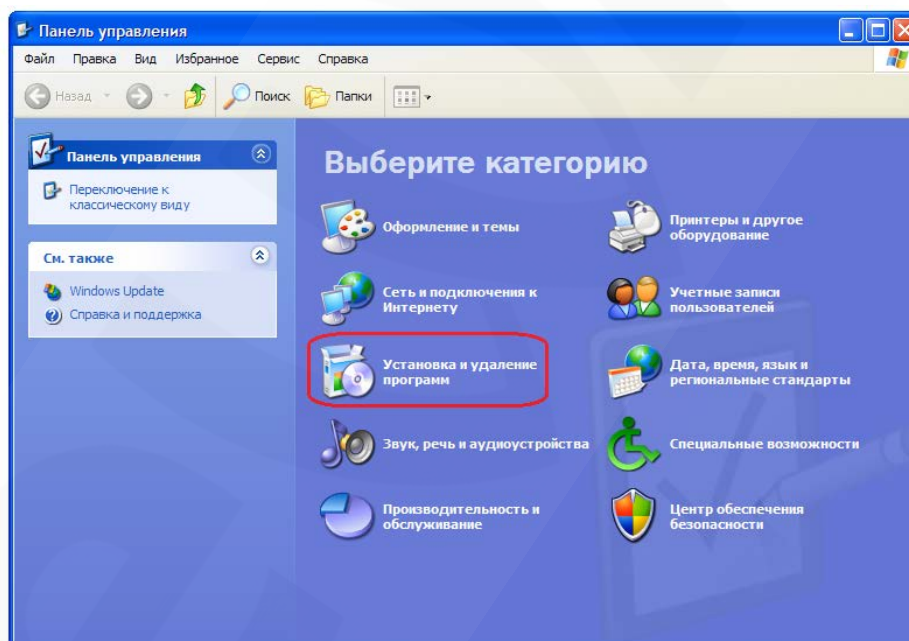 Панель управления
Файл Правка Вид Избранное Сервис Справка
Назад Поиск Папки
Панель управления
Переключение к
классическому виду
См. также
Windows Update
Справка и поддержка
Выберите категорию
Оформление и темы
Принтеры и другое
оборудование
Сеть и подключения к
Интернету
Учетные записи
пользователей
Установка и удаление
программ
Дата, время, язык и
региональные стандарты
Звук, речь и аудиоустройства
Специальные возможности
Производительность и
обслуживание
Центр обеспечения
безопасности